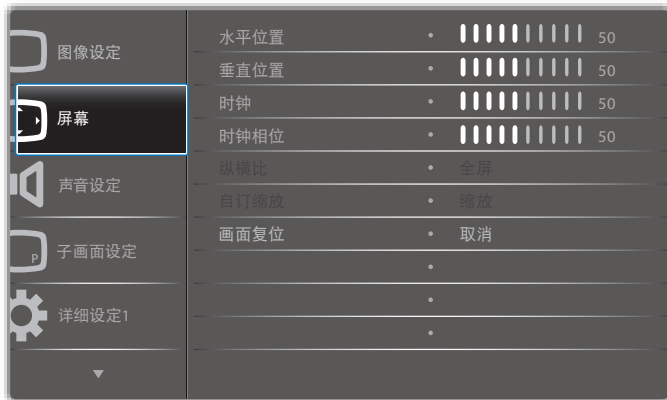 图像设定
屏幕
声音设定
P
子画面设定
详细设定1
水平位置 • 50
垂直位置 • 50
时钟 • 50
时钟相位 • 50
纵横比 • 全屏
自订缩放 • 缩放
画面复位 • 取消
•
•
•